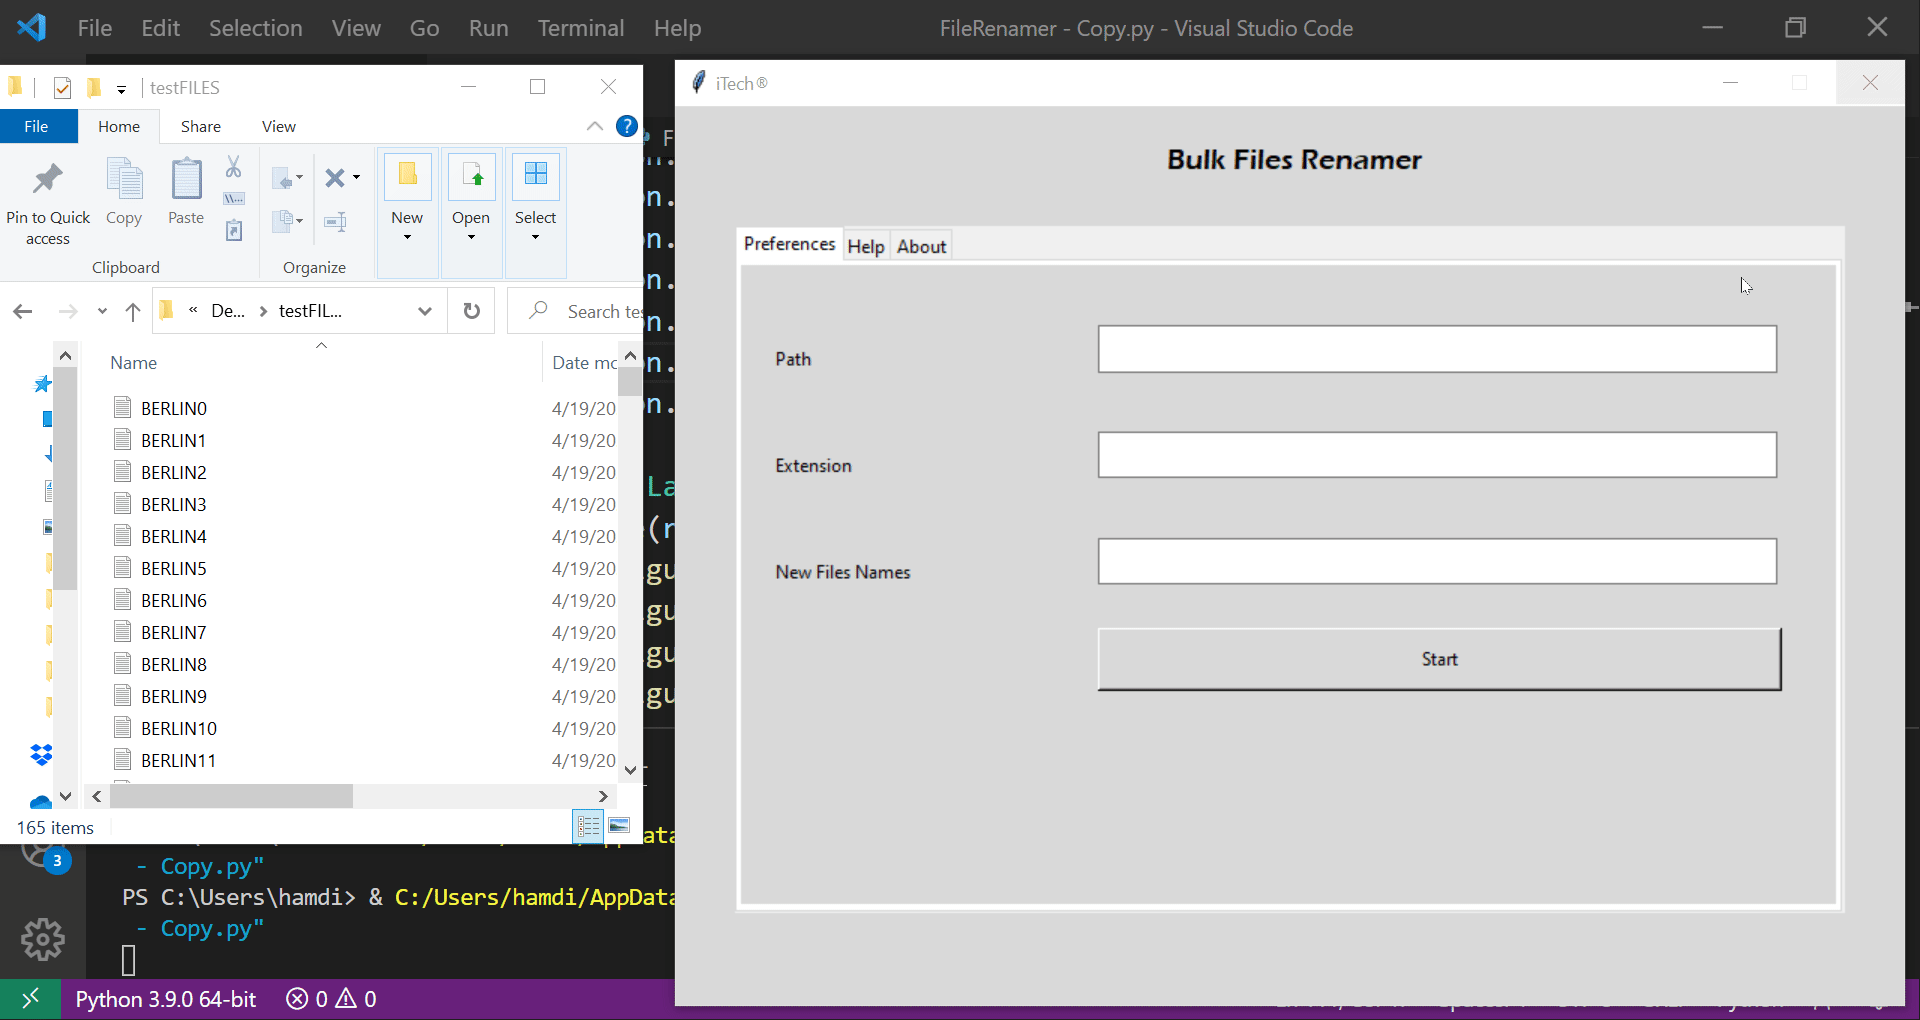 File Edit Selection View Go Run Terminal Help
FileRenamer - Copy.py - Visual Studio Code
testFILES
File Home Share View
?
Pin to Quick access
Copy
Paste
New
Open
Select
Clipboard
Organize
« De... > testFIL...
Search tes
Name
Date mo
BERLIN0 4/19/20
BERLIN1 4/19/20
BERLIN2 4/19/20
BERLIN3 4/19/20
BERLIN4 4/19/20
BERLIN5 4/19/20
BERLIN6 4/19/20
BERLIN7 4/19/20
BERLIN8 4/19/20
BERLIN9 4/19/20
BERLIN10 4/19/20
BERLIN11 4/19/20
165 items
iTech®
Bulk Files Renamer
Preferences Help About
Path
Extension
New Files Names
Start
3
- Copy.py"
PS C:\Users\hamdi> & C:/Users/hamdi/AppData
- Copy.py"
Python 3.9.0 64-bit 0 0